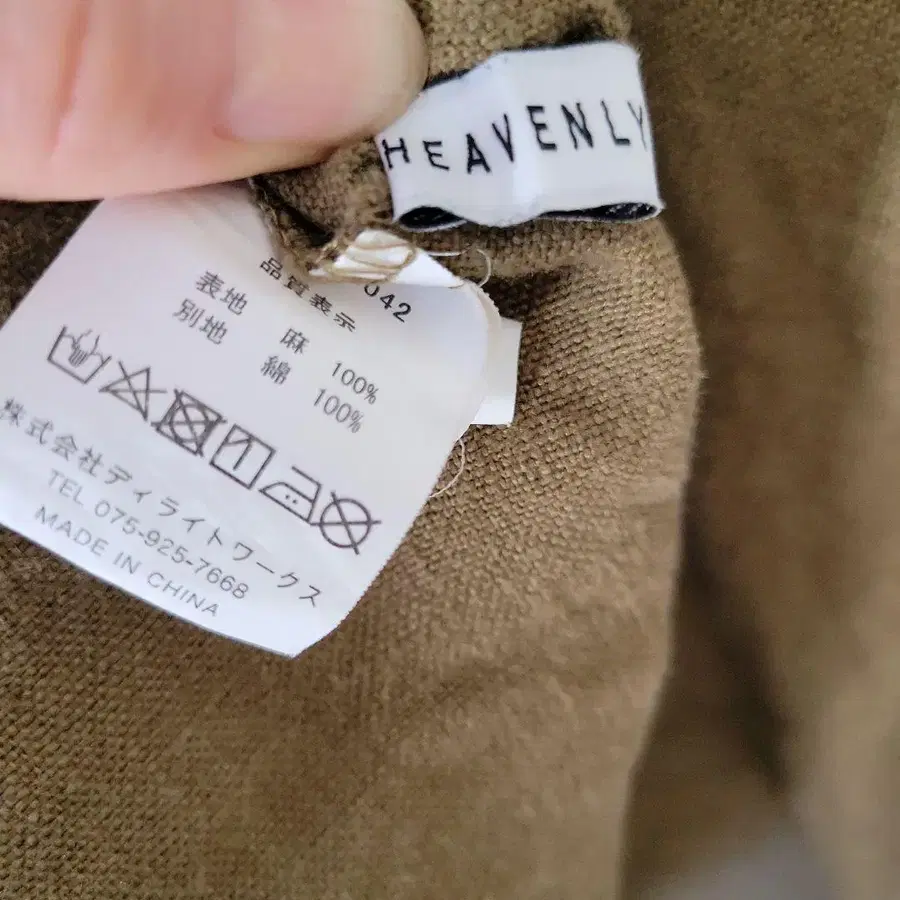 HEAVENLY
042
品質表示
表地 麻 100%
別地 綿 100%
株式会社ディライトワークス
TEL 075-925-7668
MADE IN CHINA